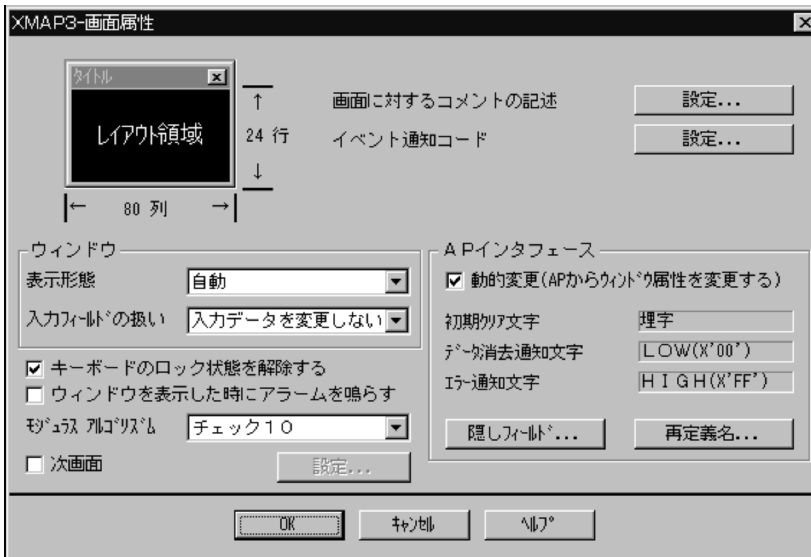 XMAP3-画面属性
ﾀｲﾄﾙ
レイアウト領域
↑
24 行
↓
← 80 列 →
画面に対するコメントの記述
設定...
イベント通知コード
設定...
ウィンドウ
表示形態
自動
入力ﾌｨｰﾙﾄﾞの扱い
入力データを変更しない
キーボードのロック状態を解除する
ウィンドウを表示した時にアラームを鳴らす
ﾓｼﾞｭﾗｽ ｱﾙｺﾞﾘｽﾞﾑ
チェック１０
次画面
設定...
ＡＰインタフェース
動的変更(APからｳｨﾝﾄﾞｳ属性を変更する)
初期ｸﾘｱ文字
埋字
ﾃﾞｰﾀ消去通知文字
ＬＯＷ(X'00')
ｴﾗｰ通知文字
ＨＩＧＨ(X'FF')
隠しﾌｨｰﾙﾄﾞ...
再定義名...
OK
ｷｬﾝｾﾙ
ﾍﾙﾌﾟ